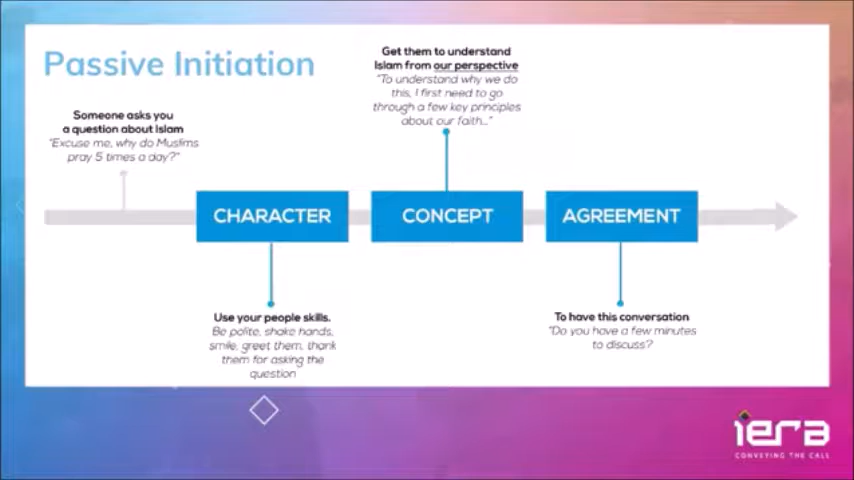 Passive Initiation
Someone asks you
a question about Islam
"Excuse me, why do Muslims
pray 5 times a day?"
Get them to understand
Islam from our perspective
"To understand why we do
this, I first need to go
through a few key principles
about our faith..."
CHARACTER
CONCEPT
AGREEMENT
Use your people skills.
Be polite, shake hands,
smile, greet them, thank
them for asking the
question
To have this conversation
"Do you have a few minutes
to discuss?
iera
CONVEYING THE CALL